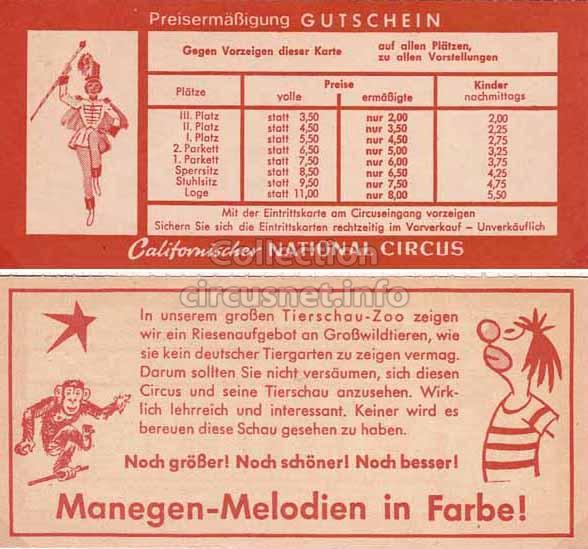 Preisermäßigung GUTSCHEIN
Gegen Vorzeigen dieser Karte auf allen Plätzen,
zu allen Vorstellungen
Plätze Preise Kinder
volle ermäßigte nachmittags
III. Platz statt 3,50 nur 2,00 2,00
II. Platz statt 4,50 nur 2,50 2,25
I. Platz statt 5,50 nur 3,50 2,75
2. Parkett statt 6,50 nur 5,00 3,25
1. Parkett statt 7,50 nur 6,00 3,75
Sperrsitz statt 8,50 nur 6,50 4,25
Stuhlsitz statt 9,50 nur 7,50 4,75
Loge statt 11,00 nur 8,00 5,50
Mit der Eintrittskarte am Circuseingang vorzeigen
Sichern Sie sich die Eintrittskarten rechtzeitig im Vorverkauf – Unverkäuflich
Californischer NATIONAL CIRCUS
Collection
circusnet.info
In unserem großen Tierschau-Zoo zeigen
wir ein Riesenaufgebot an Großwildtieren, wie
sie kein deutscher Tiergarten zu zeigen vermag.
Darum sollten Sie nicht versäumen, sich diesen
Circus und seine Tierschau anzusehen. Wirk-
lich lehrreich und interessant. Keiner wird es
bereuen diese Schau gesehen zu haben.
Noch größer! Noch schöner! Noch besser!
Manegen-Melodien in Farbe!